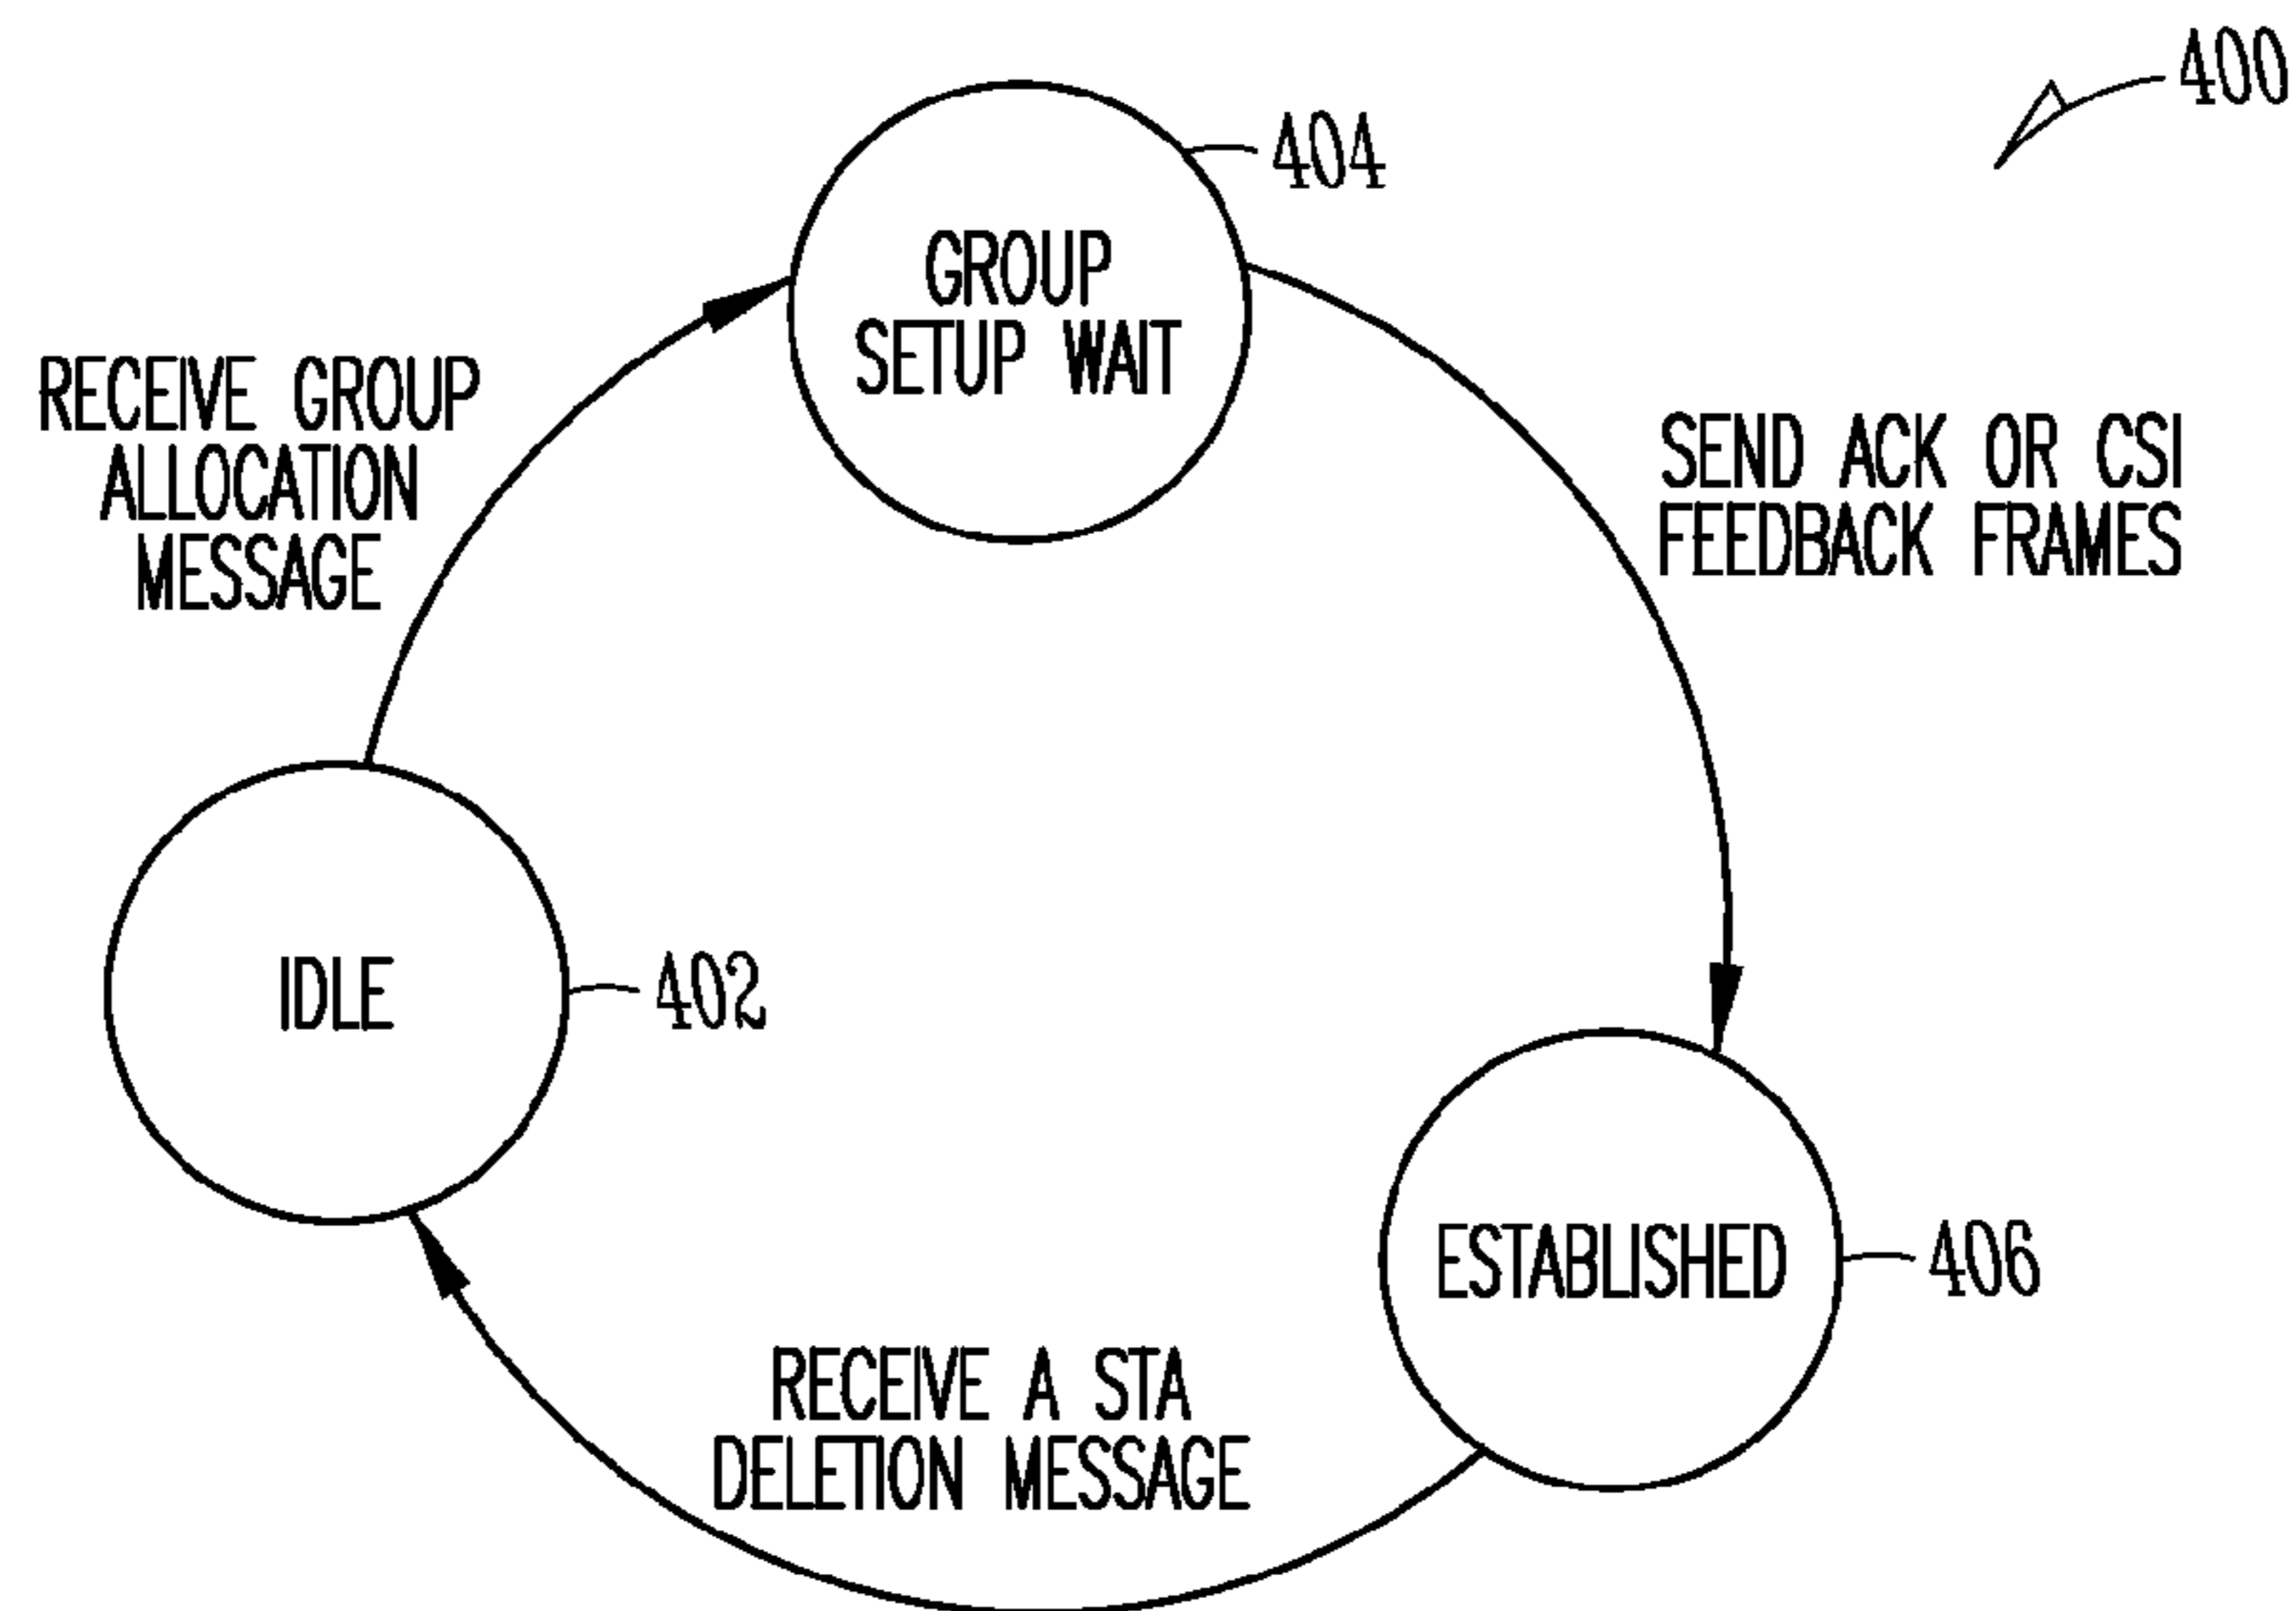 400
404
GROUP
SETUP WAIT
RECEIVE GROUP
ALLOCATION
MESSAGE
SEND ACK OR CSI
FEEDBACK FRAMES
IDLE
402
ESTABLISHED
406
RECEIVE A STA
DELETION MESSAGE